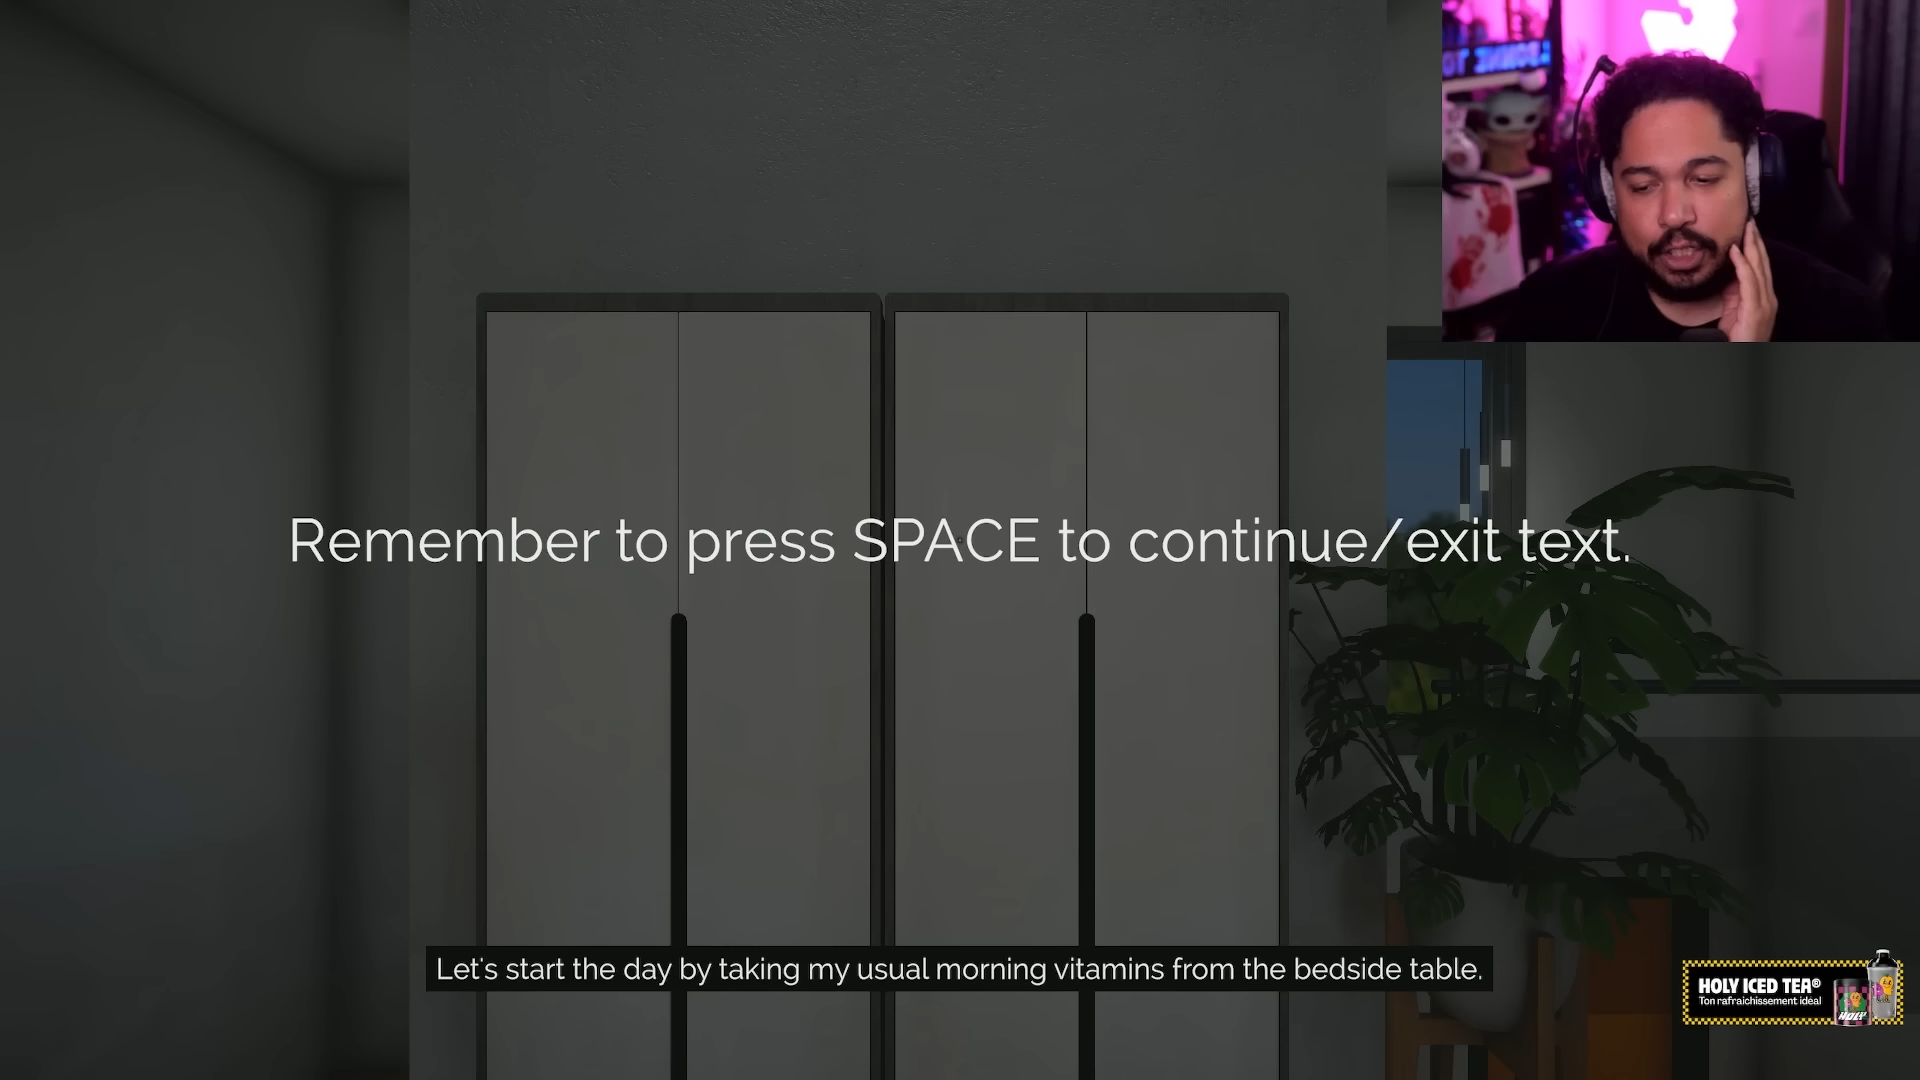 Remember to press SPACE to continue/exit text.
Let's start the day by taking my usual morning vitamins from the bedside table.
HOLY ICED TEA®
Ton rafraichissement idéal
HOLY